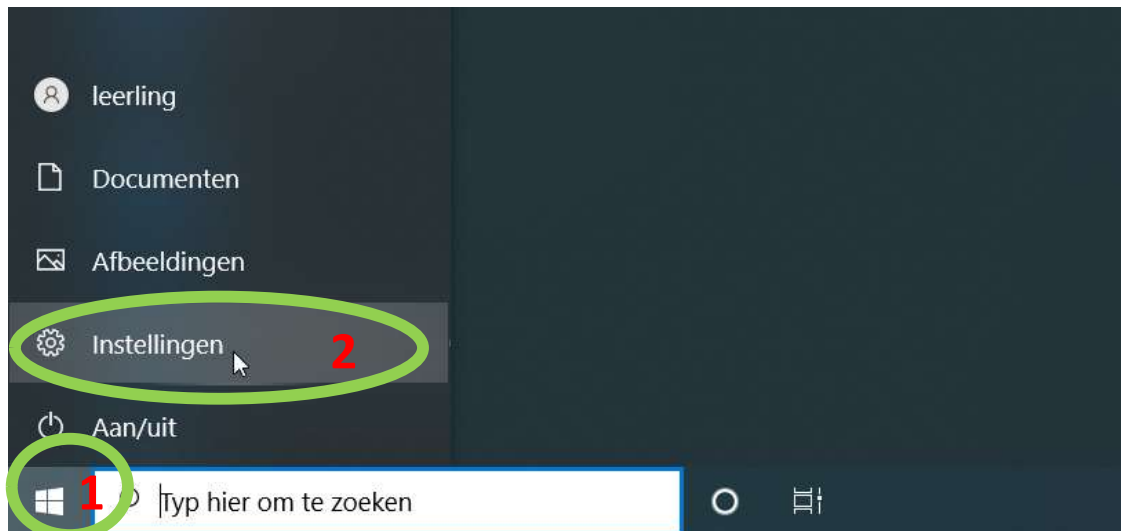 leerling
Documenten
Afbeeldingen
Instellingen 2
Aan/uit
1 Typ hier om te zoeken